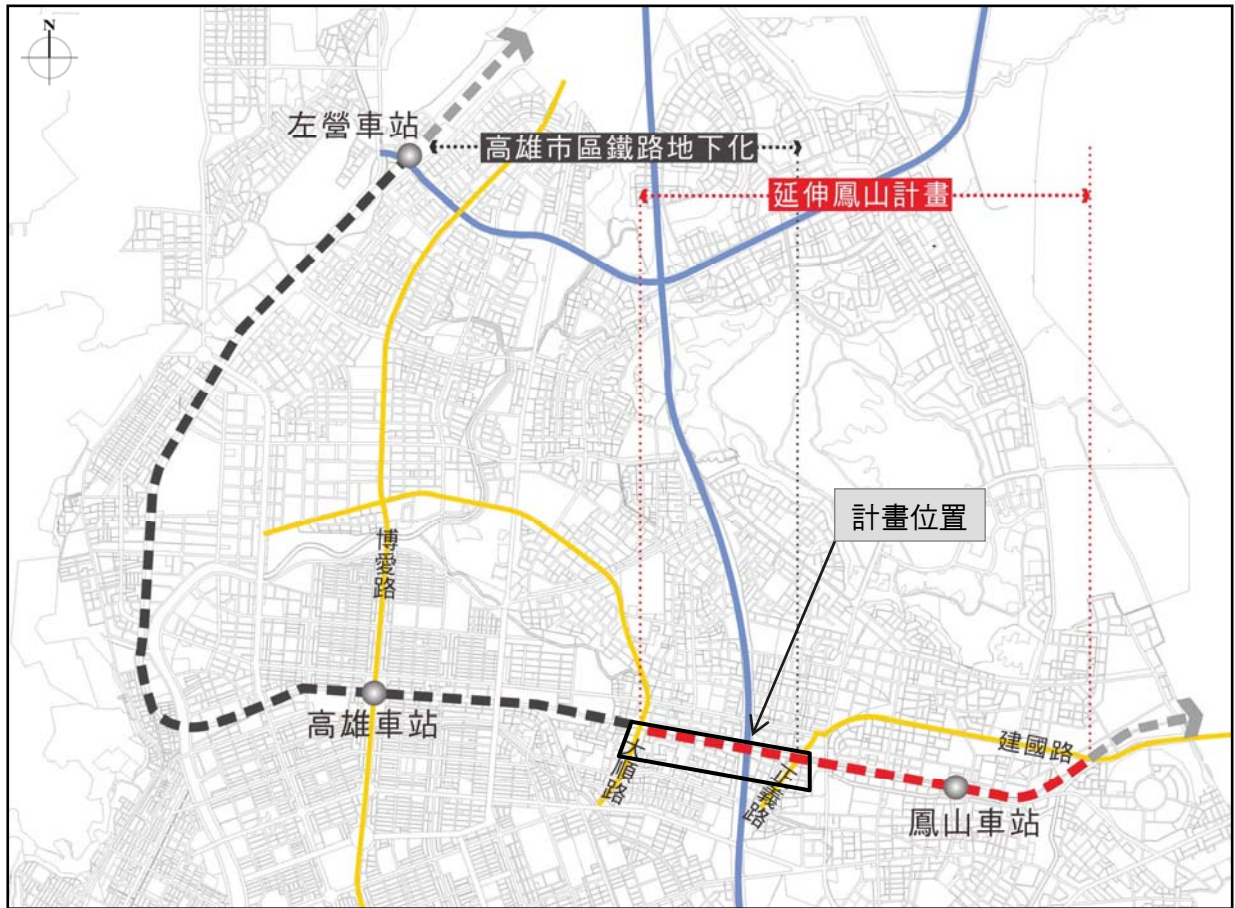 N
左營車站
高雄市區鐵路地下化
延伸鳳山計畫
計畫位置
博愛路
高雄車站
大順路
正義路
建國路
鳳山車站